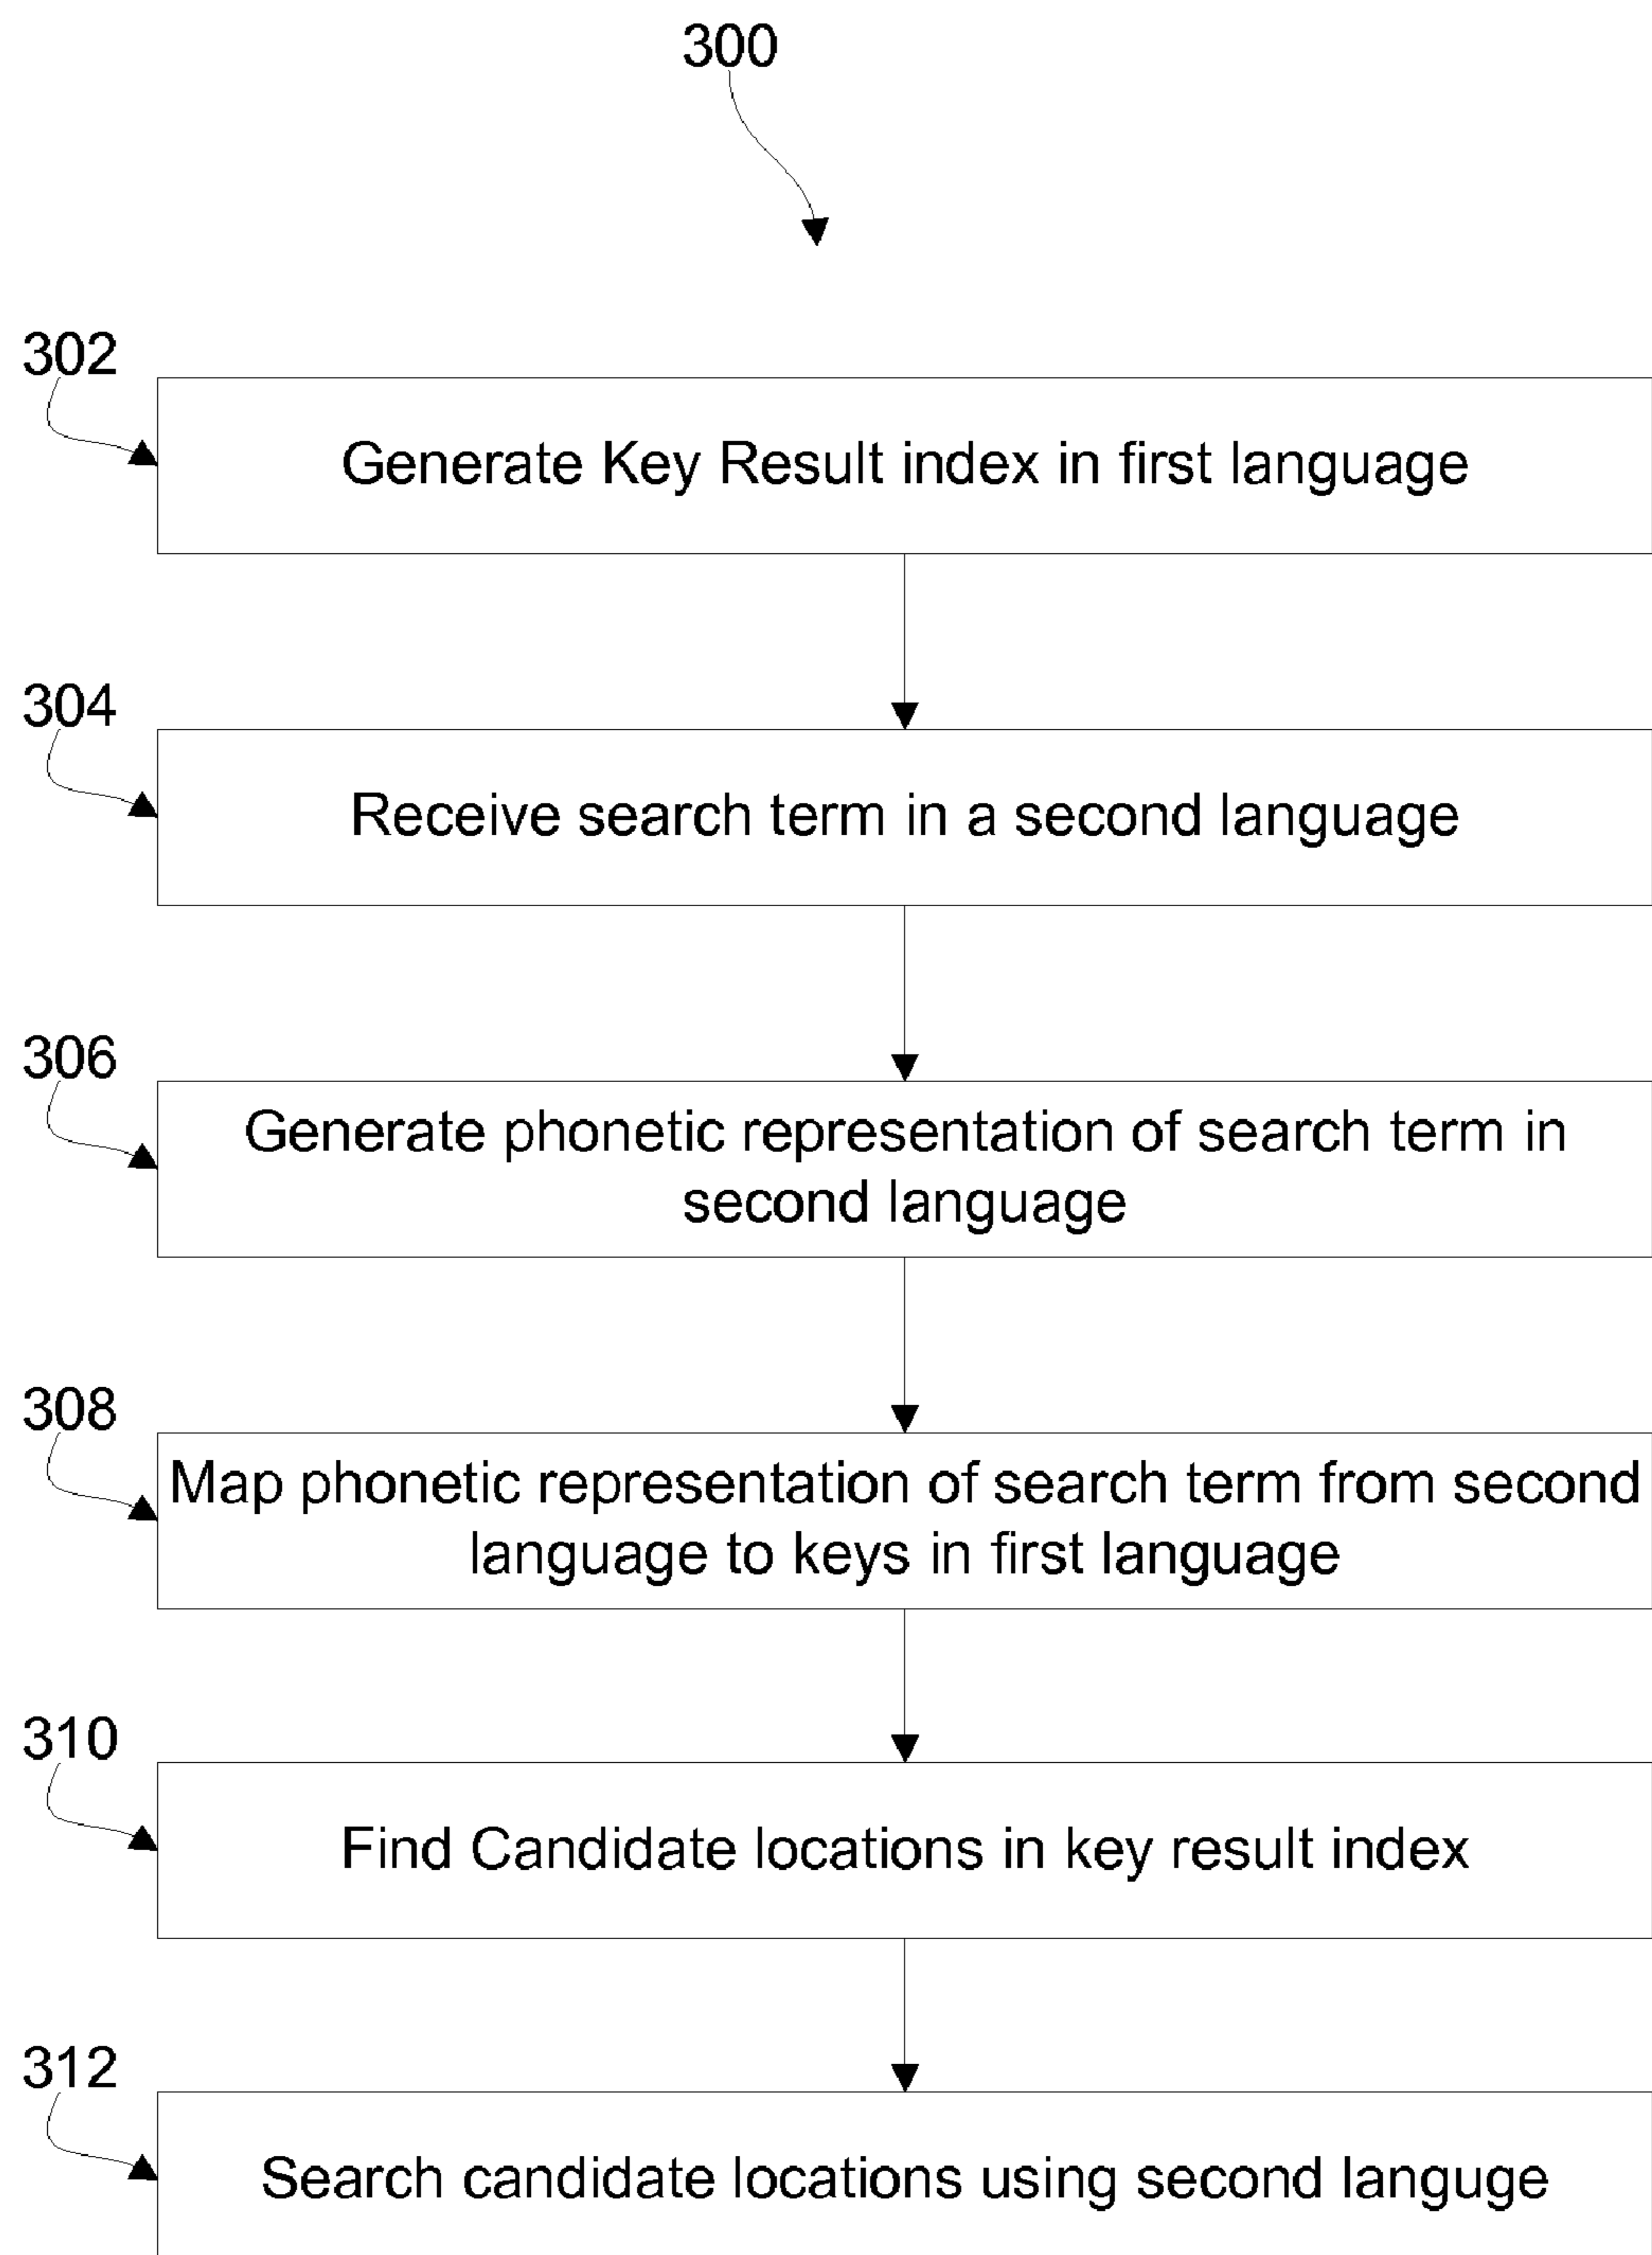 300
302
Generate Key Result index in first language
304
Receive search term in a second language
306
Generate phonetic representation of search term in
second language
308
Map phonetic representation of search term from second
language to keys in first language
310
Find Candidate locations in key result index
312
Search candidate locations using second languge